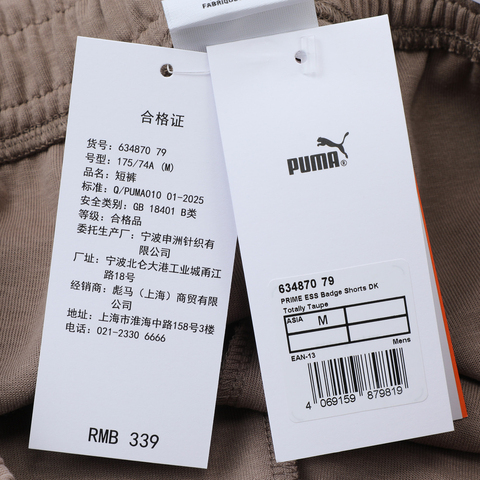 FABRIQUÉ
合格证
货号: 634870 79
号型: 175/74A (M)
品名: 短裤
标准: Q/PUMA010 01-2025
安全类别: GB 18401 B类
等级: 合格品
委托生产厂: 宁波申洲针织有
限公司
厂址: 宁波北仑大港工业城甬江
路18号
经销商: 彪马（上海）商贸有限
公司
地址: 上海市淮海中路158号3楼
电话: 021-2330 6666
RMB 339
PUMA
634870 79
PRIME ESS Badge Shorts DK
Totally Taupe
ASIA M
EAN-13 Mens
4 069159 879819